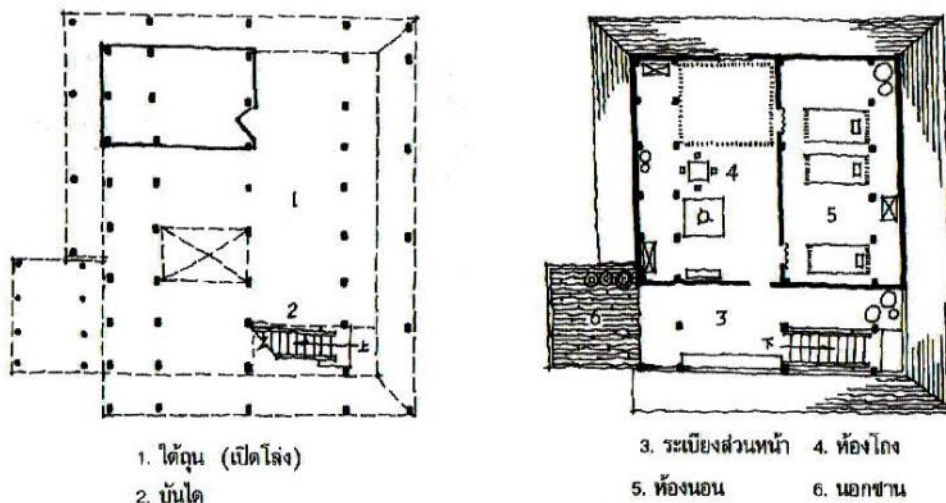 1
2
上
4
5
6
3
下
1. ใต้ถุน (เปิดโล่ง)
2. บันได
3. ระเบียงส่วนหน้า 4. ห้องโถง
5. ห้องนอน 6. นอกชาน